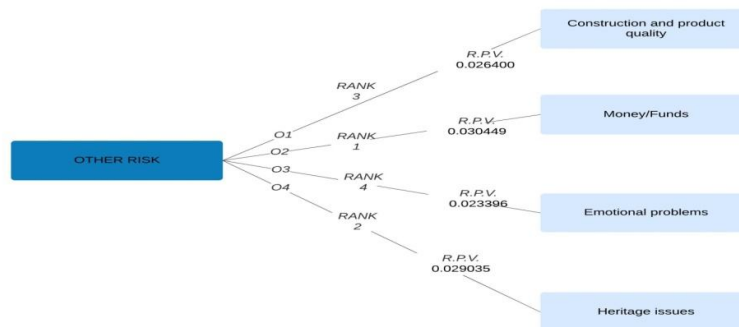 OTHER RISK
O1
RANK
3
R.P.V.
0.026400
Construction and product
quality
O2
RANK
1
R.P.V.
0.030449
Money/Funds
O3
RANK
4
R.P.V.
0.023396
Emotional problems
O4
RANK
2
R.P.V.
0.029035
Heritage issues